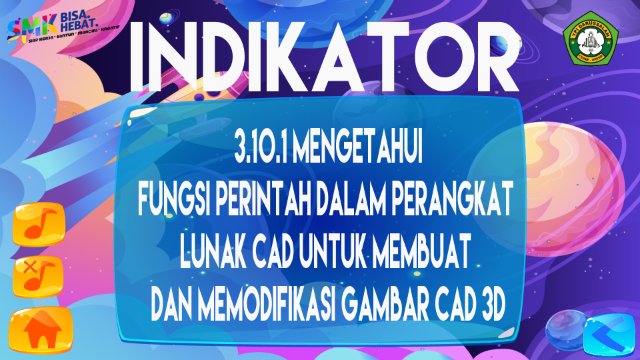 SMK BISA.
HEBAT.
INDIKATOR
3.10.1 MENGETAHUI
FUNGSI PERINTAH DALAM PERANGKAT
LUNAK CAD UNTUK MEMBUAT
DAN MEMODIFIKASI GAMBAR CAD 3D